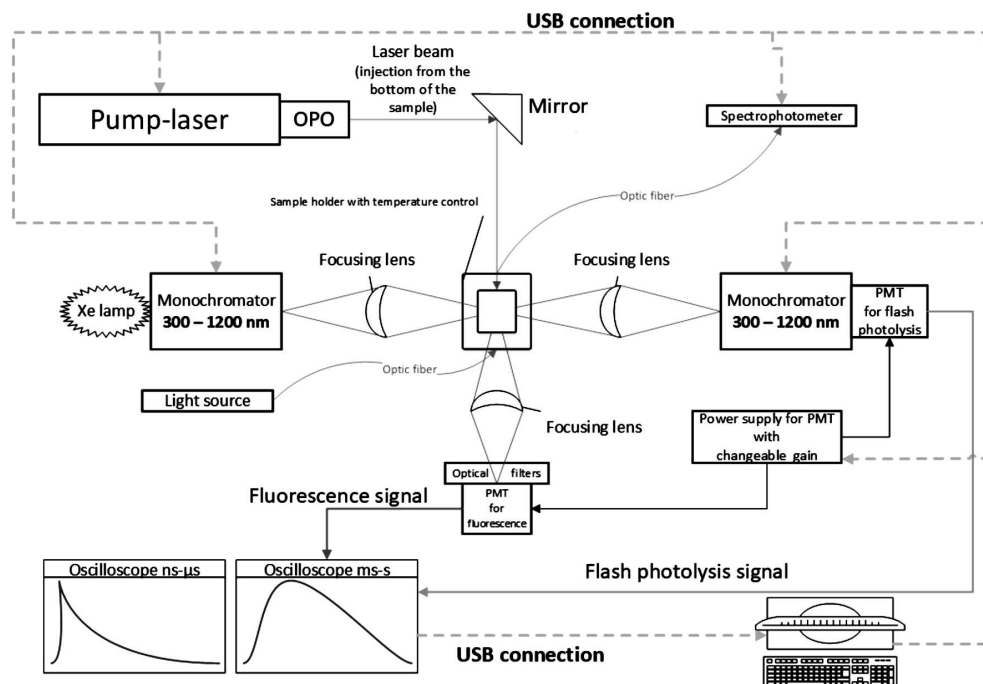 USB connection
Laser beam
(injection from the
bottom of the
sample)
Mirror
Pump-laser
OPO
Spectrophotometer
Optic fiber
Sample holder with temperature control
Focusing lens
Focusing lens
Xe lamp
Monochromator
300 – 1200 nm
Monochromator
300 – 1200 nm
PMT
for flash
photolysis
Optic fiber
Light source
Focusing lens
Power supply for PMT
with
changeable gain
Optical filters
PMT
for
fluorescence
Fluorescence signal
Oscilloscope ns-µs
Oscilloscope ms-s
Flash photolysis signal
USB connection